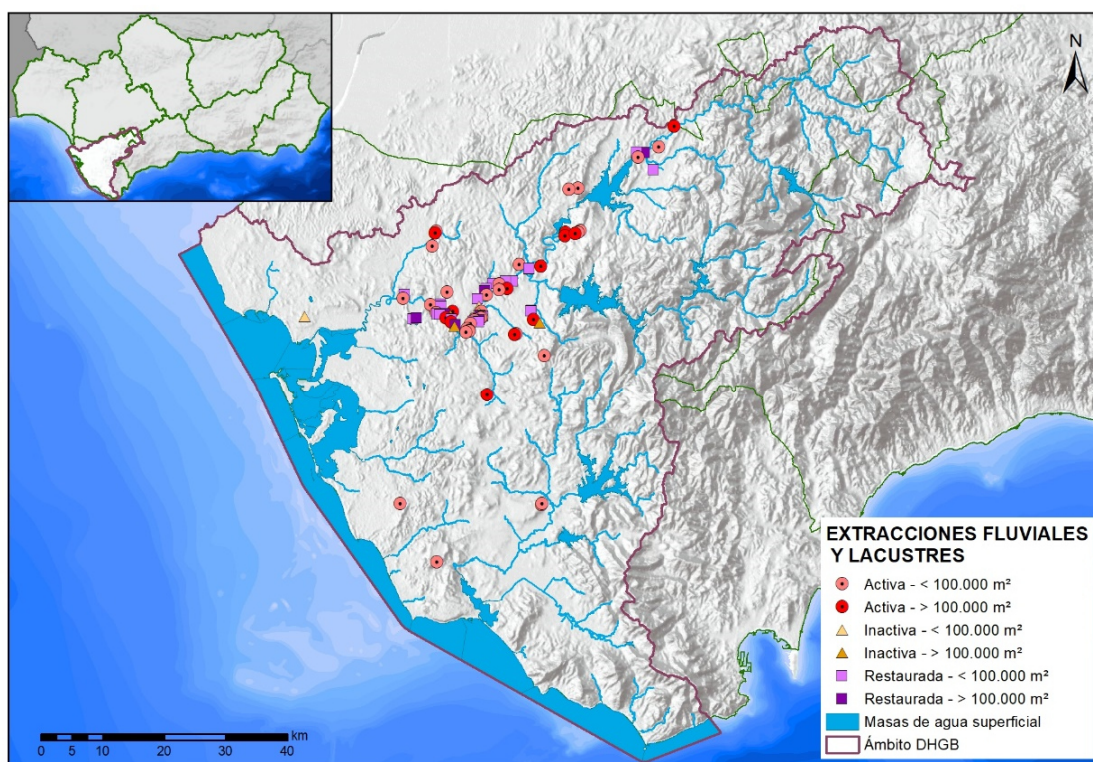 N
EXTRACCIONES FLUVIALES
Y LACUSTRES
Activa - < 100.000 m²
Activa - > 100.000 m²
Inactiva - < 100.000 m²
Inactiva - > 100.000 m²
Restaurada - < 100.000 m²
Restaurada - > 100.000 m²
Masas de agua superficial
Ámbito DHGB
km
0 5 10 20 30 40